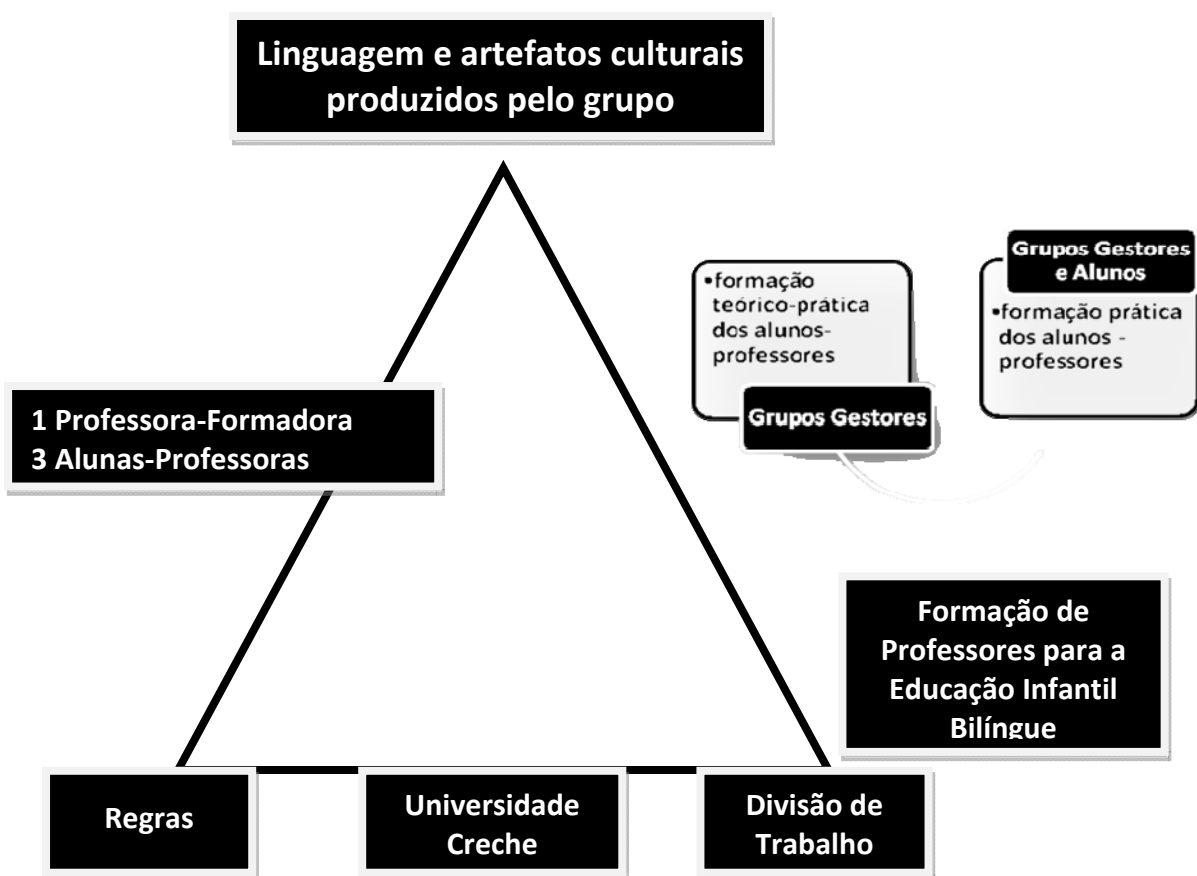 Linguagem e artefatos culturais
produzidos pelo grupo
Grupos Gestores
e Alunos
•formação
teórico-prática
dos alunos-
professores
Grupos Gestores
•formação prática
dos alunos -
professores
1 Professora-Formadora
3 Alunas-Professoras
Formação de
Professores para a
Educação Infantil
Bilíngue
Regras
Universidade
Creche
Divisão de
Trabalho